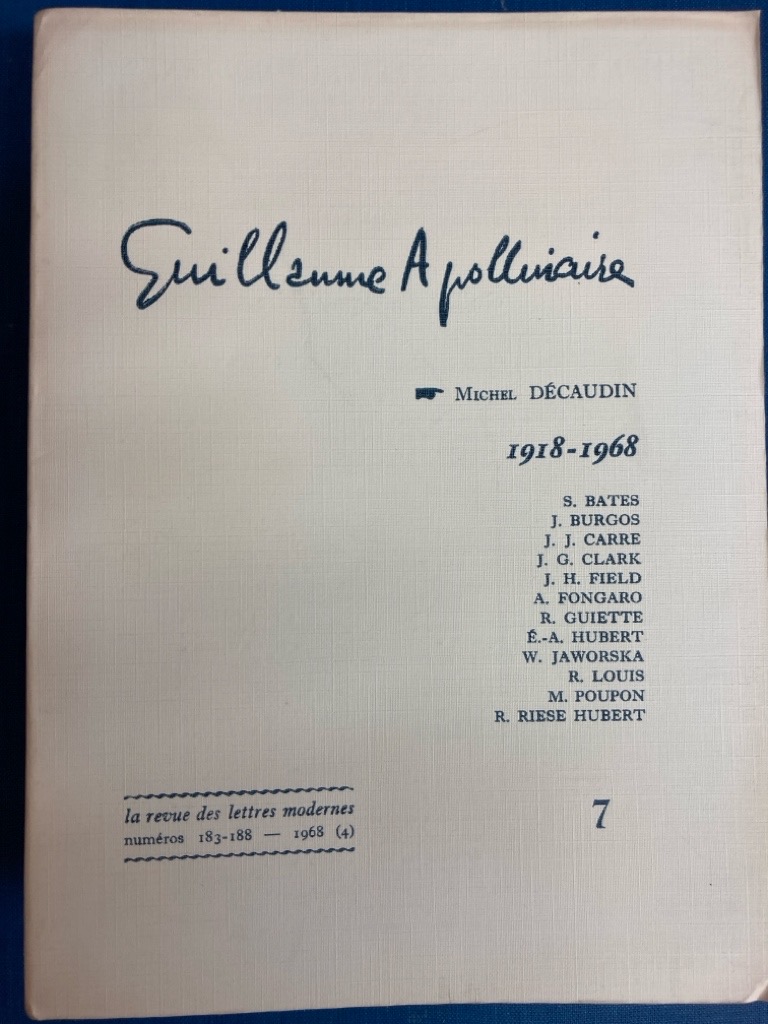 Guillaume Apollinaire
☛ MICHEL DÉCAUDIN
1918-1968
S. BATES
J. BURGOS
J. J. CARRE
J. G. CLARK
J. H. FIELD
A. FONGARO
R. GUIETTE
É.-A. HUBERT
W. JAWORSKA
R. LOUIS
M. POUPON
R. RIESE HUBERT
la revue des lettres modernes
numéros 183-188 — 1968 (4)
7